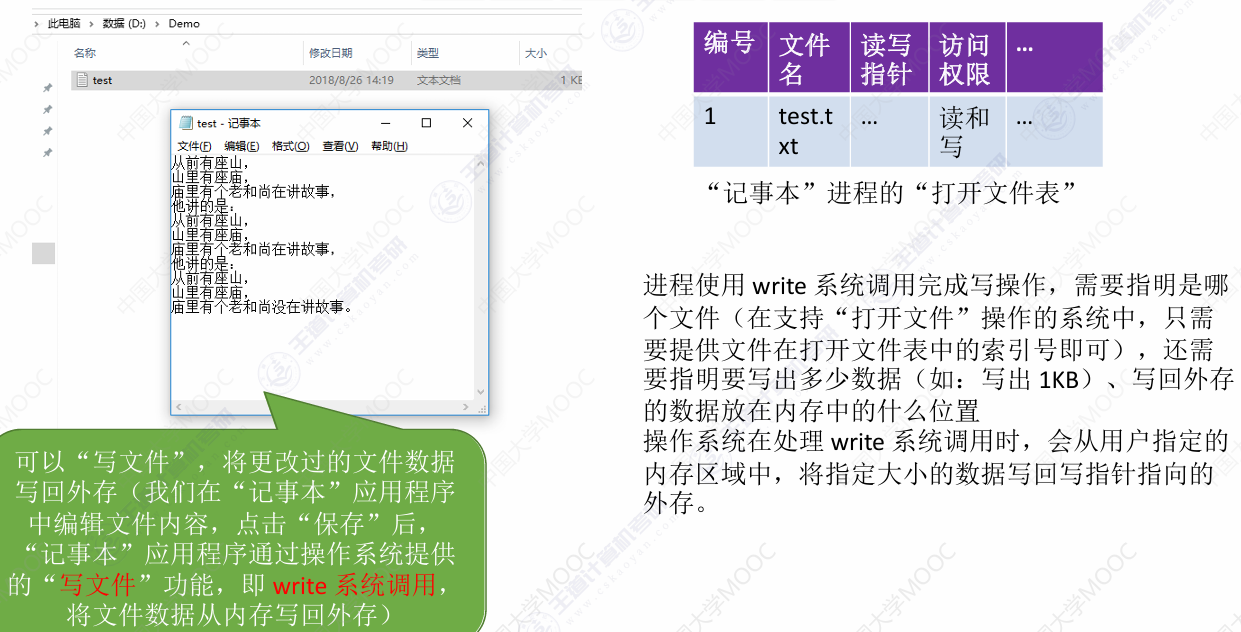 此电脑 > 数据 (D:) > Demo
名称 修改日期 类型 大小
test 2018/8/26 14:19 文本文档 1 KB
test - 记事本
文件(F) 编辑(E) 格式(O) 查看(V) 帮助(H)
从前有座山，
山里有座庙，
庙里有个老和尚在讲故事，
他讲的是：
从前有座山，
山里有座庙，
庙里有个老和尚在讲故事，
他讲的是：
从前有座山，
山里有座庙，
庙里有个老和尚没在讲故事。
可以“写文件”，将更改过的文件数据
写回外存（我们在“记事本”应用程序
中编辑文件内容，点击“保存”后，
“记事本”应用程序通过操作系统提供
的“写文件”功能，即 write 系统调用，
将文件数据从内存写回外存）
编号 文件名 读写指针 访问权限 …
1 test.txt … 读和写 …
“记事本”进程的“打开文件表”
进程使用 write 系统调用完成写操作，需要指明是哪
个文件（在支持“打开文件”操作的系统中，只需
要提供文件在打开文件表中的索引号即可），还需
要指明要写出多少数据（如：写出 1KB）、写回外存
的数据放在内存中的什么位置
操作系统在处理 write 系统调用时，会从用户指定的
内存区域中，将指定大小的数据写回写指针指向的
外存。